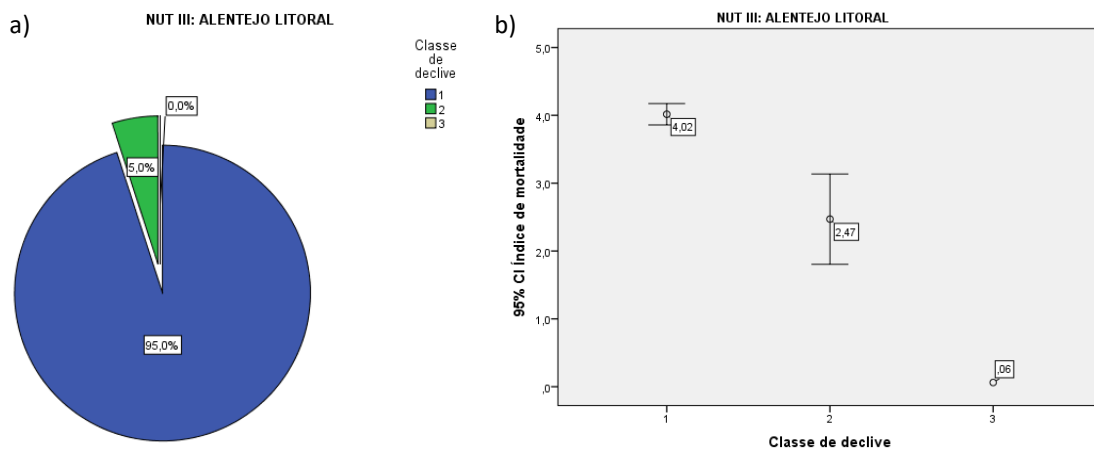 a)
NUT III: ALENTEJO LITORAL
Classe
de
declive
1
2
3
0,0%
5,0%
95,0%
b)
NUT III: ALENTEJO LITORAL
95% CI Índice de mortalidade
5,0
4,0
3,0
2,0
1,0
,0
4,02
2,47
,06
1
2
3
Classe de declive